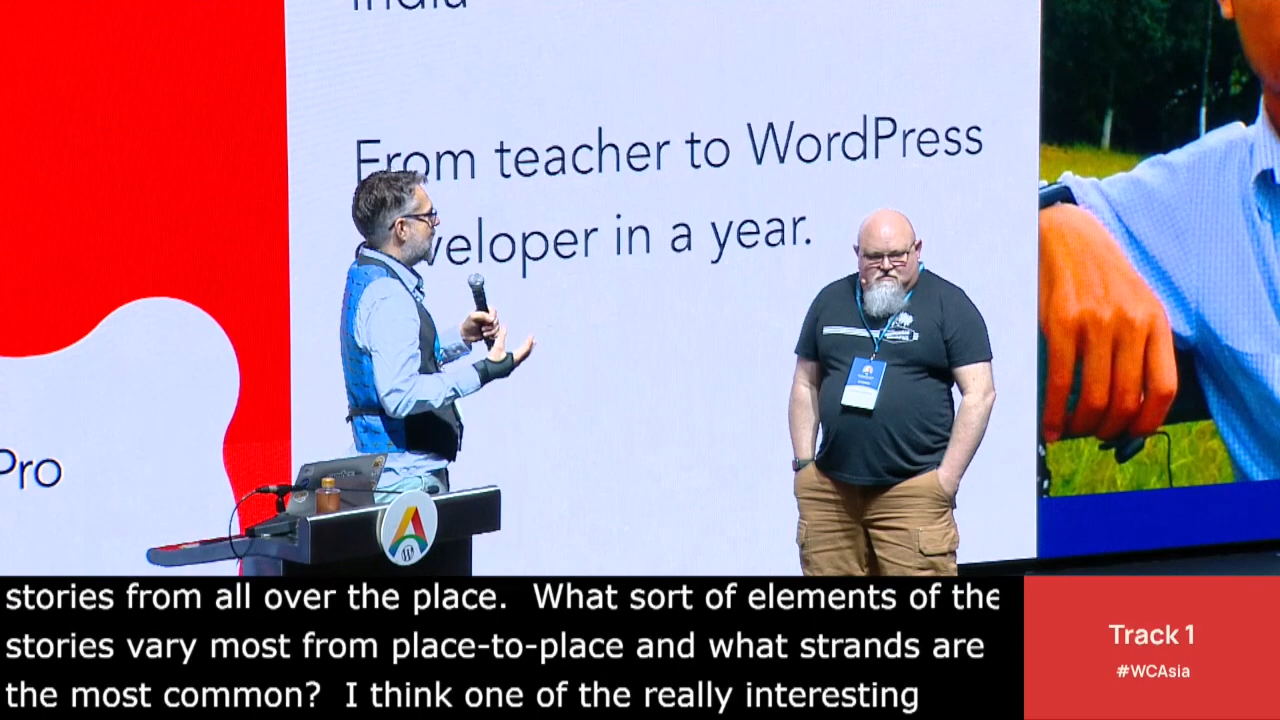 India
From teacher to WordPress
veloper in a year.
Pro
stories from all over the place. What sort of elements of the
stories vary most from place-to-place and what strands are
the most common? I think one of the really interesting
Track 1
#WCAsia